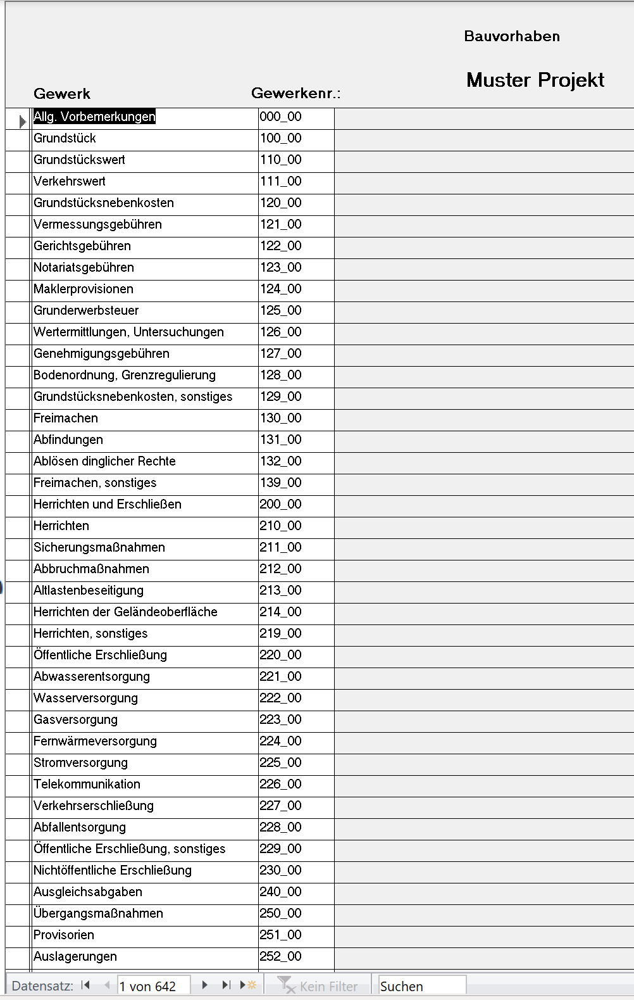 Bauvorhaben
Muster Projekt
Gewerk Gewerkenr.:
Allg. Vorbemerkungen 000_00
Grundstück 100_00
Grundstückswert 110_00
Verkehrswert 111_00
Grundstücksnebenkosten 120_00
Vermessungsgebühren 121_00
Gerichtsgebühren 122_00
Notariatsgebühren 123_00
Maklerprovisionen 124_00
Grunderwerbsteuer 125_00
Wertermittlungen, Untersuchungen 126_00
Genehmigungsgebühren 127_00
Bodenordnung, Grenzregulierung 128_00
Grundstücksnebenkosten, sonstiges 129_00
Freimachen 130_00
Abfindungen 131_00
Ablösen dinglicher Rechte 132_00
Freimachen, sonstiges 139_00
Herrichten und Erschließen 200_00
Herrichten 210_00
Sicherungsmaßnahmen 211_00
Abbruchmaßnahmen 212_00
Altlastenbeseitigung 213_00
Herrichten der Geländeoberfläche 214_00
Herrichten, sonstiges 219_00
Öffentliche Erschließung 220_00
Abwasserentsorgung 221_00
Wasserversorgung 222_00
Gasversorgung 223_00
Fernwärmeversorgung 224_00
Stromversorgung 225_00
Telekommunikation 226_00
Verkehrserschließung 227_00
Abfallentsorgung 228_00
Öffentliche Erschließung, sonstiges 229_00
Nichtöffentliche Erschließung 230_00
Ausgleichsabgaben 240_00
Übergangsmaßnahmen 250_00
Provisorien 251_00
Auslagerungen 252_00
Datensatz: 1 von 642 Kein Filter Suchen